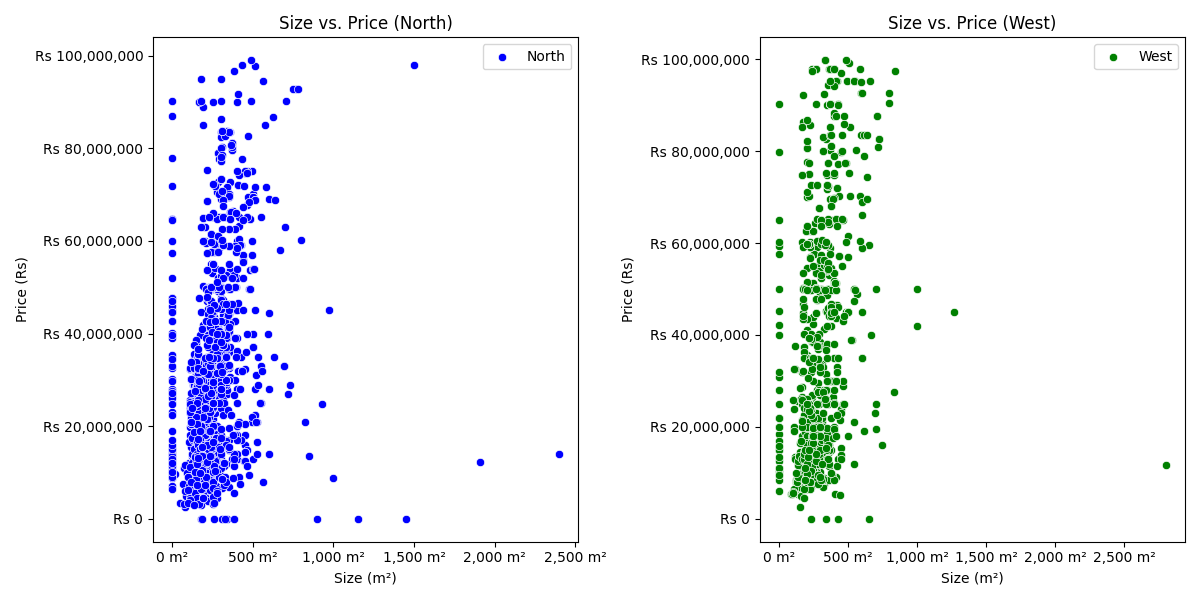 Size vs. Price (North)
Rs 100,000,000
Rs 80,000,000
Rs 60,000,000
Rs 40,000,000
Rs 20,000,000
Rs 0
Price (Rs)
North
0 m² 500 m² 1,000 m² 1,500 m² 2,000 m² 2,500 m²
Size (m²)
Size vs. Price (West)
Rs 100,000,000
Rs 80,000,000
Rs 60,000,000
Rs 40,000,000
Rs 20,000,000
Rs 0
Price (Rs)
West
0 m² 500 m² 1,000 m² 1,500 m² 2,000 m² 2,500 m²
Size (m²)